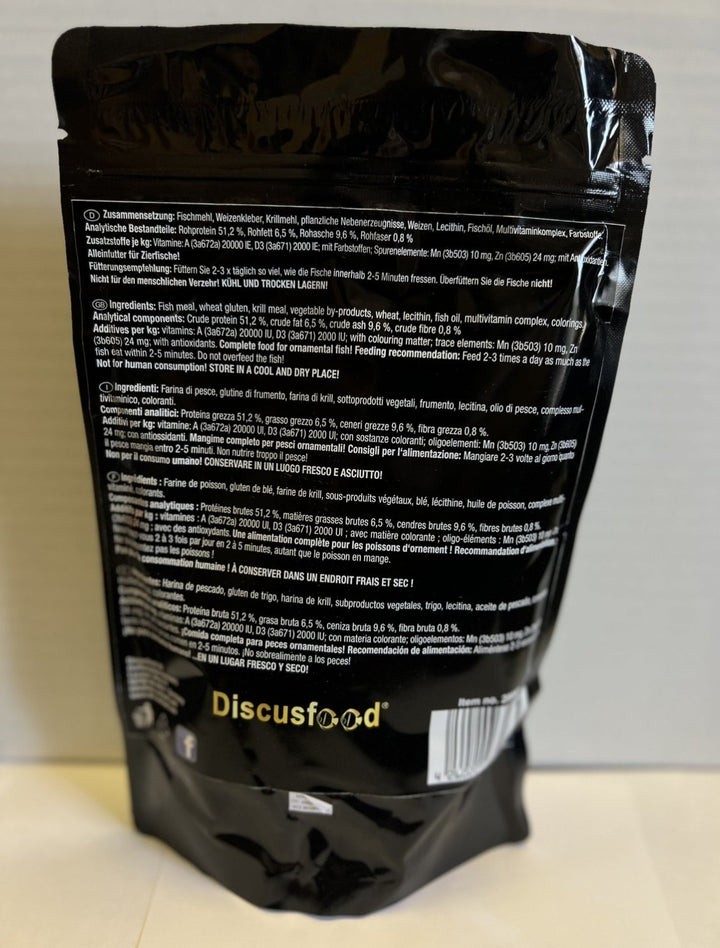 D Zusammensetzung: Fischmehl, Weizenkleber, Krillmehl, pflanzliche Nebenerzeugnisse, Weizen, Lecithin, Fischöl, Multivitaminkomplex, Farbstoffe.
Analytische Bestandteile: Rohprotein 51,2 %, Rohfett 6,5 %, Rohasche 9,6 %, Rohfaser 0,8 %
Zusatzstoffe je kg: Vitamine: A (3a672a) 20000 IE, D3 (3a671) 2000 IE; mit Farbstoffen; Spurenelemente: Mn (3b503) 10 mg, Zn (3b605) 24 mg; mit Antioxidantien.
Alleinfutter für Zierfische!
Fütterungsempfehlung: Füttern Sie 2-3 x täglich so viel, wie die Fische innerhalb 2-5 Minuten fressen. Überfüttern Sie die Fische nicht!
Nicht für den menschlichen Verzehr! KÜHL UND TROCKEN LAGERN!
GB Ingredients: Fish meal, wheat gluten, krill meal, vegetable by-products, wheat, lecithin, fish oil, multivitamin complex, colorings.
Analytical components: Crude protein 51,2 %, crude fat 6,5 %, crude ash 9,6 %, crude fibre 0,8 %
Additives per kg: vitamins: A (3a672a) 20000 IU, D3 (3a671) 2000 IU; with colouring matter; trace elements: Mn (3b503) 10 mg, Zn
(3b605) 24 mg; with antioxidants. Complete food for ornamental fish! Feeding recommendation: Feed 2-3 times a day as much as the
fish eat within 2-5 minutes. Do not overfeed the fish!
Not for human consumption! STORE IN A COOL AND DRY PLACE!
I Ingredienti: Farina di pesce, glutine di frumento, farina di krill, sottoprodotti vegetali, frumento, lecitina, olio di pesce, complesso mul-
tivitaminico, coloranti.
Componenti analitici: Proteina grezza 51,2 %, grasso grezzo 6,5 %, ceneri grezze 9,6 %, fibra grezza 0,8 %.
Additivi per kg: vitamine: A (3a672a) 20000 UI, D3 (3a671) 2000 UI; con sostanze coloranti; oligoelementi: Mn (3b503) 10 mg, Zn (3b605)
24 mg; con antiossidanti. Mangime completo per pesci ornamentali! Consigli per l'alimentazione: Mangiare 2-3 volte al giorno quanto
il pesce mangia entro 2-5 minuti. Non nutrire troppo il pesce!
Non per il consumo umano! CONSERVARE IN UN LUOGO FRESCO E ASCIUTTO!
F Ingrédients : Farine de poisson, gluten de blé, farine de krill, sous-produits végétaux, blé, lécithine, huile de poisson, complexe multi-
colorants.
Composants analytiques : Protéines brutes 51,2 %, matières grasses brutes 6,5 %, cendres brutes 9,6 %, fibres brutes 0,8 %.
kg : vitamines : A (3a672a) 20000 UI, D3 (3a671) 2000 UI ; avec matière colorante ; oligo-éléments : Mn (3b503) 10
mg ; avec des antioxydants. Une alimentation complète pour les poissons d'ornement ! Recommandation d'alimentation
2 à 3 fois par jour en 2 à 5 minutes, autant que le poisson en mange.
pas les poissons !
consommation humaine ! À CONSERVER DANS UN ENDROIT FRAIS ET SEC !
Harina de pescado, gluten de trigo, harina de krill, subproductos vegetales, trigo, lecitina, aceite de pescado,
colorantes.
Proteína bruta 51,2 %, grasa bruta 6,5 %, ceniza bruta 9,6 %, fibra bruta 0,8 %.
A (3a672a) 20000 IU, D3 (3a671) 2000 IU; con materia colorante; oligoelementos: Mn (3b503) 10 mg, Zn
¡Comida completa para peces ornamentales! Recomendación de alimentación:
en 2-5 minutos. ¡No sobrealimente a los peces!
EN UN LUGAR FRESCO Y SECO!
Discusfood®
Item no.
f